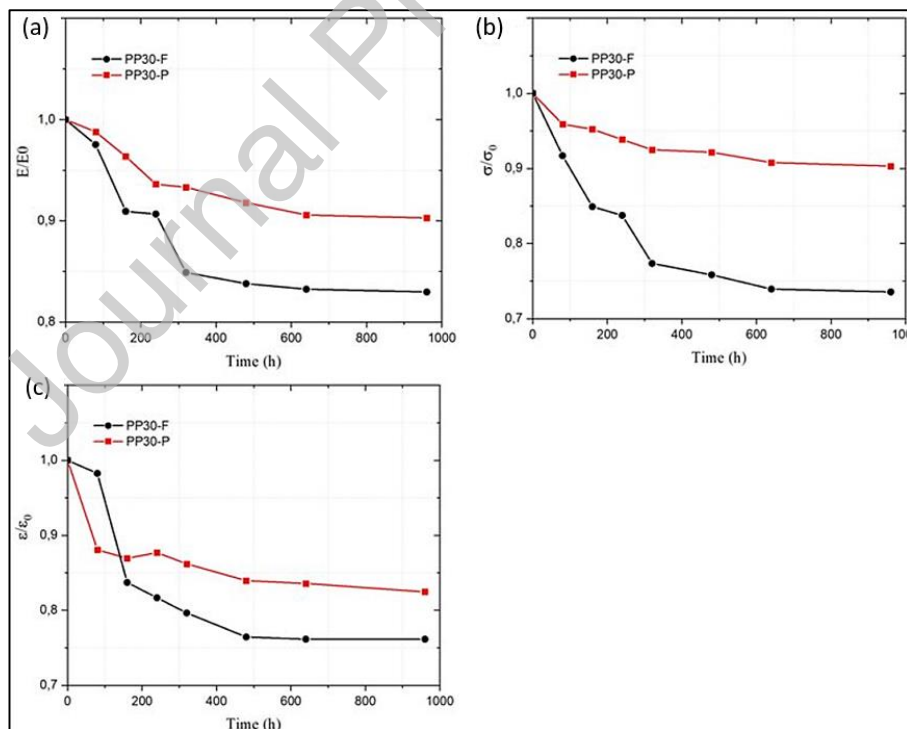 (a)
PP30-F
PP30-P
1,0
0,9
0,8
E/E0
0 200 400 600 800 1000
Time (h)
(b)
PP30-F
PP30-P
1,0
0,9
0,8
0,7
σ/σ₀
0 200 400 600 800 1000
Time (h)
(c)
PP30-F
PP30-P
1,0
0,9
0,8
0,7
ε/ε₀
0 200 400 600 800 1000
Time (h)
Journal P